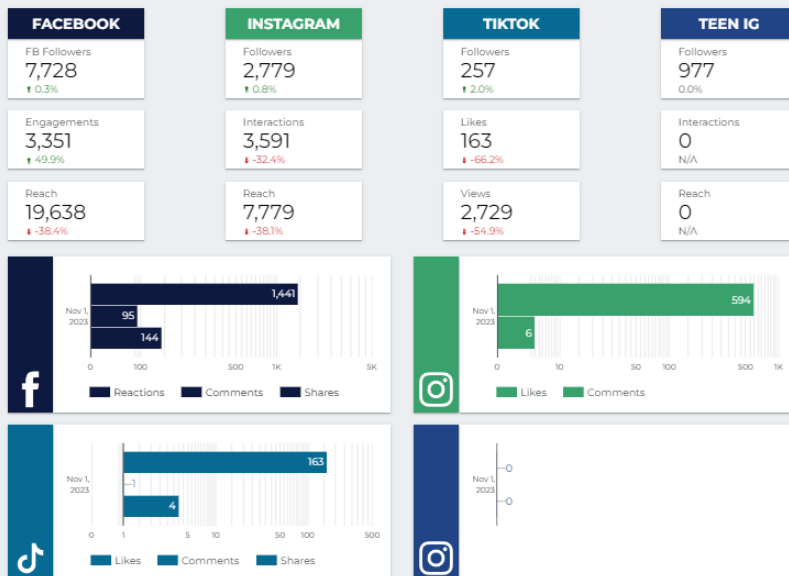 FACEBOOK
INSTAGRAM
TIKTOK
TEEN IG
FB Followers
7,728
0.3%
Followers
2,779
0.8%
Followers
257
2.0%
Followers
977
0.0%
Engagements
3,351
49.9%
Interactions
3,591
-32.4%
Likes
163
-66.2%
Interactions
0
N/A
Reach
19,638
-38.4%
Reach
7,779
-38.1%
Views
2,729
-54.9%
Reach
0
N/A
Nov 1,
2023
1,441
95
144
0 100 500 1K 5K
Reactions Comments Shares
Nov 1,
2023
594
6
0 10 50 100 500 1K
Likes Comments
Nov 1,
2023
163
1
4
0 1 5 10 50 100 500
Likes Comments Shares
Nov 1,
2023
0
0